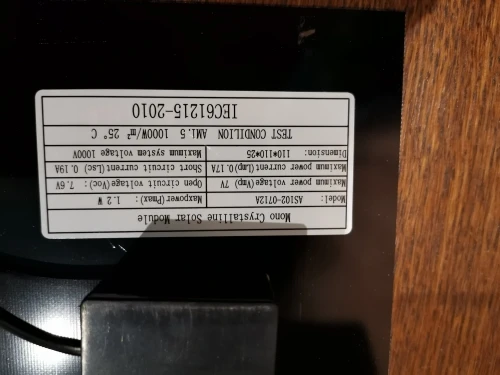 Mono Crystalline Solar Module
Model: AS102-0712A Maxpower(Pmax): 1.2 W
Maximum power voltage(Vmp) 7V Open circuit voltage(Voc): 7.6V
Maximum power current(Lmp) 0.17A Short circuit current(Lsc) 0.19A
Dimension: 110*110*25 Maximum system voltage 1000V
TEST CONDILION AM1.5 1000W/m² 25°C
IEC61215-2010